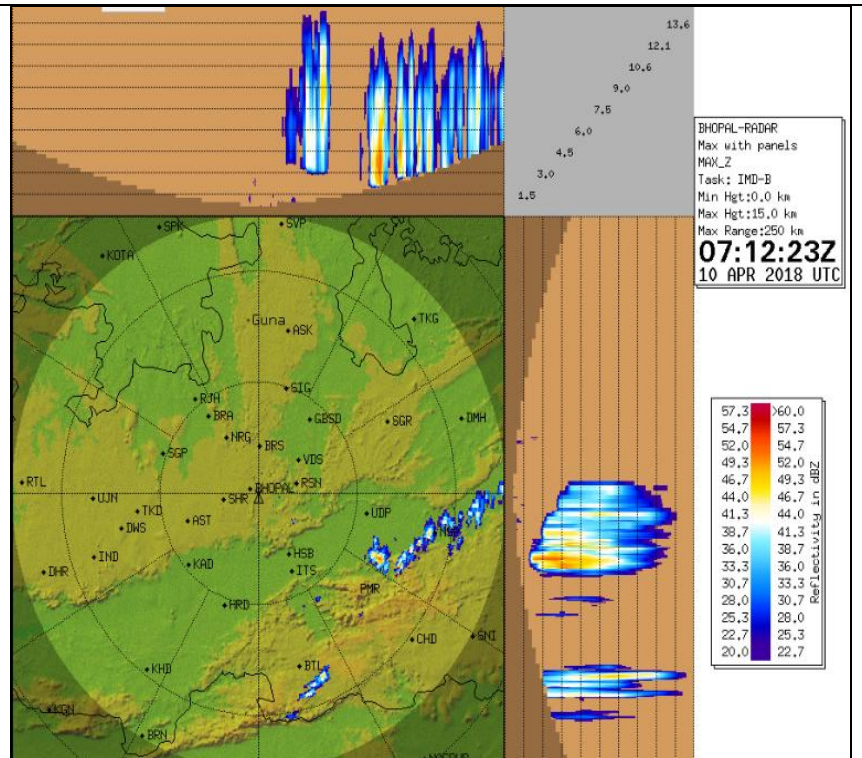 13.6
12.1
10.6
9.0
7.5
6.0
4.5
3.0
1.5
BHOPAL-RADAR
Max with panels
MAX_Z
Task: IMD-B
Min Hgt:0.0 km
Max Hgt:15.0 km
Max Range:250 km
07:12:23Z
10 APR 2018 UTC
SPK
SVP
KOTA
Guna
ASK
TKG
SIG
RJH
BRA
GBSD
SGR
DMH
NRG
BRS
SGP
VDS
RTL
BHOPAL
RSN
UJN
SHR
TKD
UDP
AST
DWS
IND
HSB
KAD
ITS
DHR
PMR
HRD
CHD
SNI
BTL
KHD
KGN
BRN
57.3 >60.0
54.7 57.3
52.0 54.7
49.3 52.0
46.7 49.3
44.0 46.7
41.3 44.0
38.7 41.3
36.0 38.7
33.3 36.0
30.7 33.3
28.0 30.7
25.3 28.0
22.7 25.3
20.0 22.7
Reflectivity in dBZ